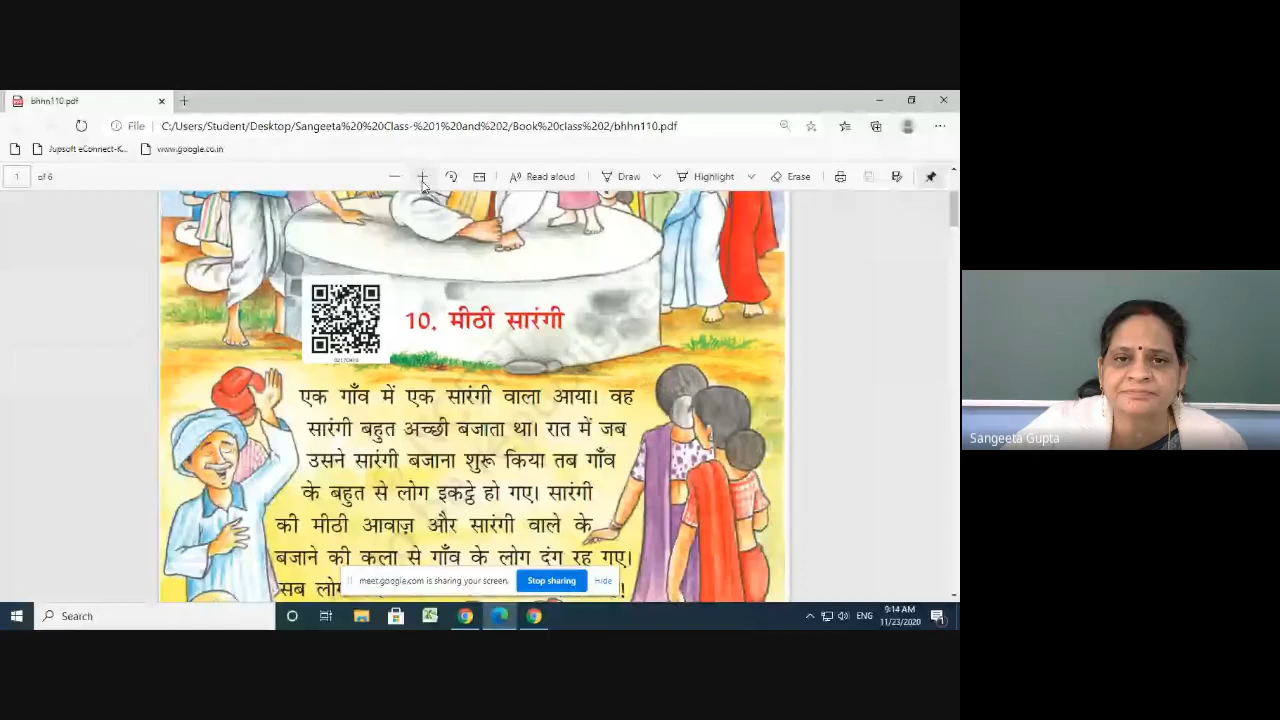 bhhn110.pdf
File C:/Users/Student/Desktop/Sangeeta%20%20Class-%201%20and%202/Book%20class%202/bhhn110.pdf
Jupsoft eConnect-K... www.google.co.in
1 of 6 Read aloud Draw Highlight Erase
10. मीठी सारंगी
एक गाँव में एक सारंगी वाला आया। वह
सारंगी बहुत अच्छी बजाता था। रात में जब
उसने सारंगी बजाना शुरू किया तब गाँव
के बहुत से लोग इकट्ठे हो गए। सारंगी
की मीठी आवाज़ और सारंगी वाले के
बजाने की कला से गाँव के लोग दंग रह गए।
सब
meet.google.com is sharing your screen. Stop sharing Hide
Search
ENG
9:14 AM
11/23/2020
Sangeeta Gupta